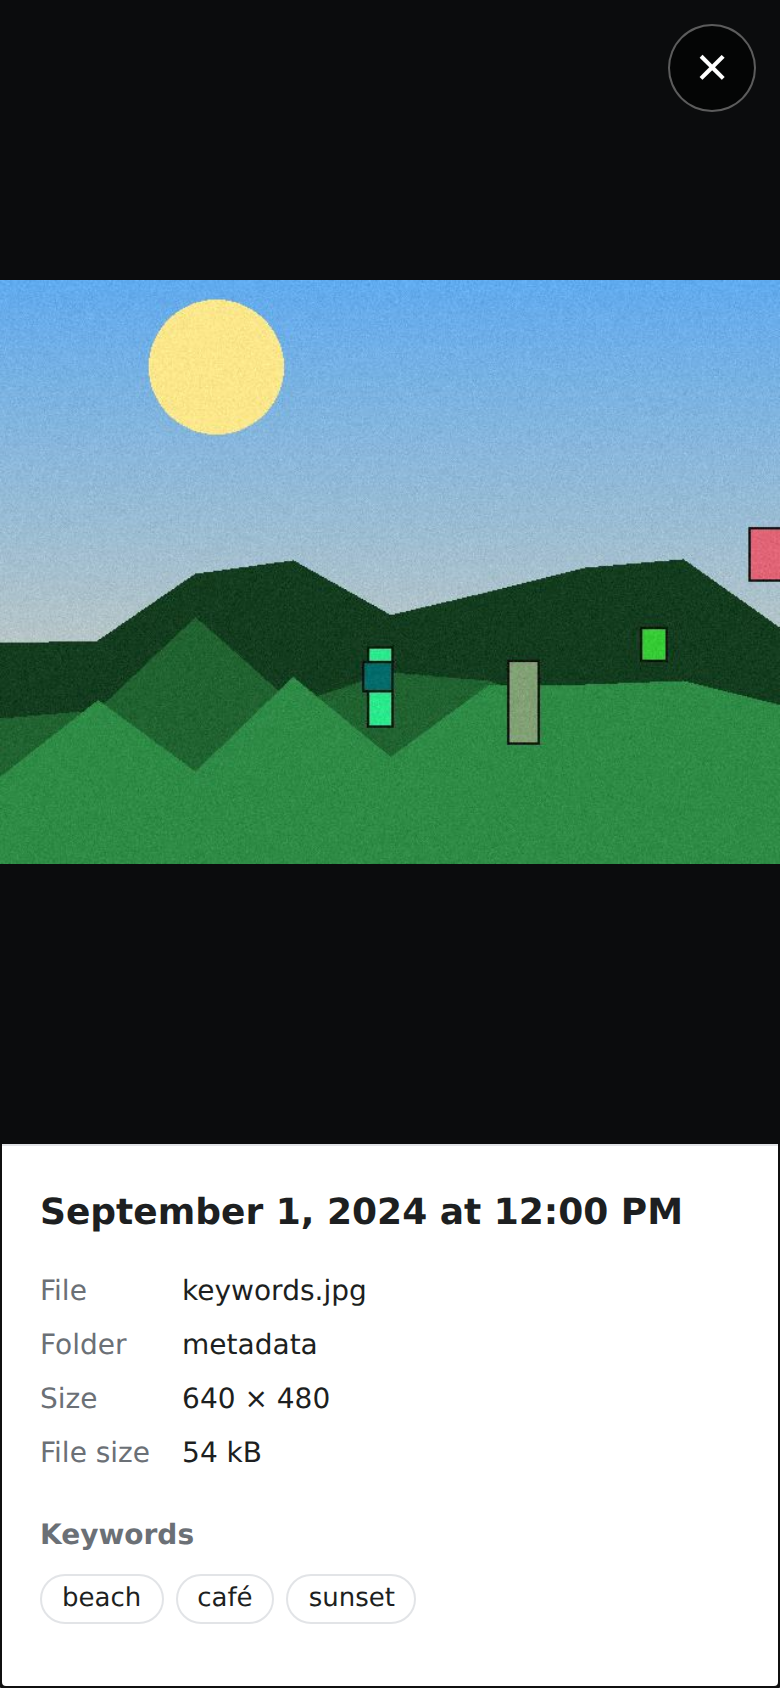 September 1, 2024 at 12:00 PM
File keywords.jpg
Folder metadata
Size 640 × 480
File size 54 kB
Keywords
beach café sunset